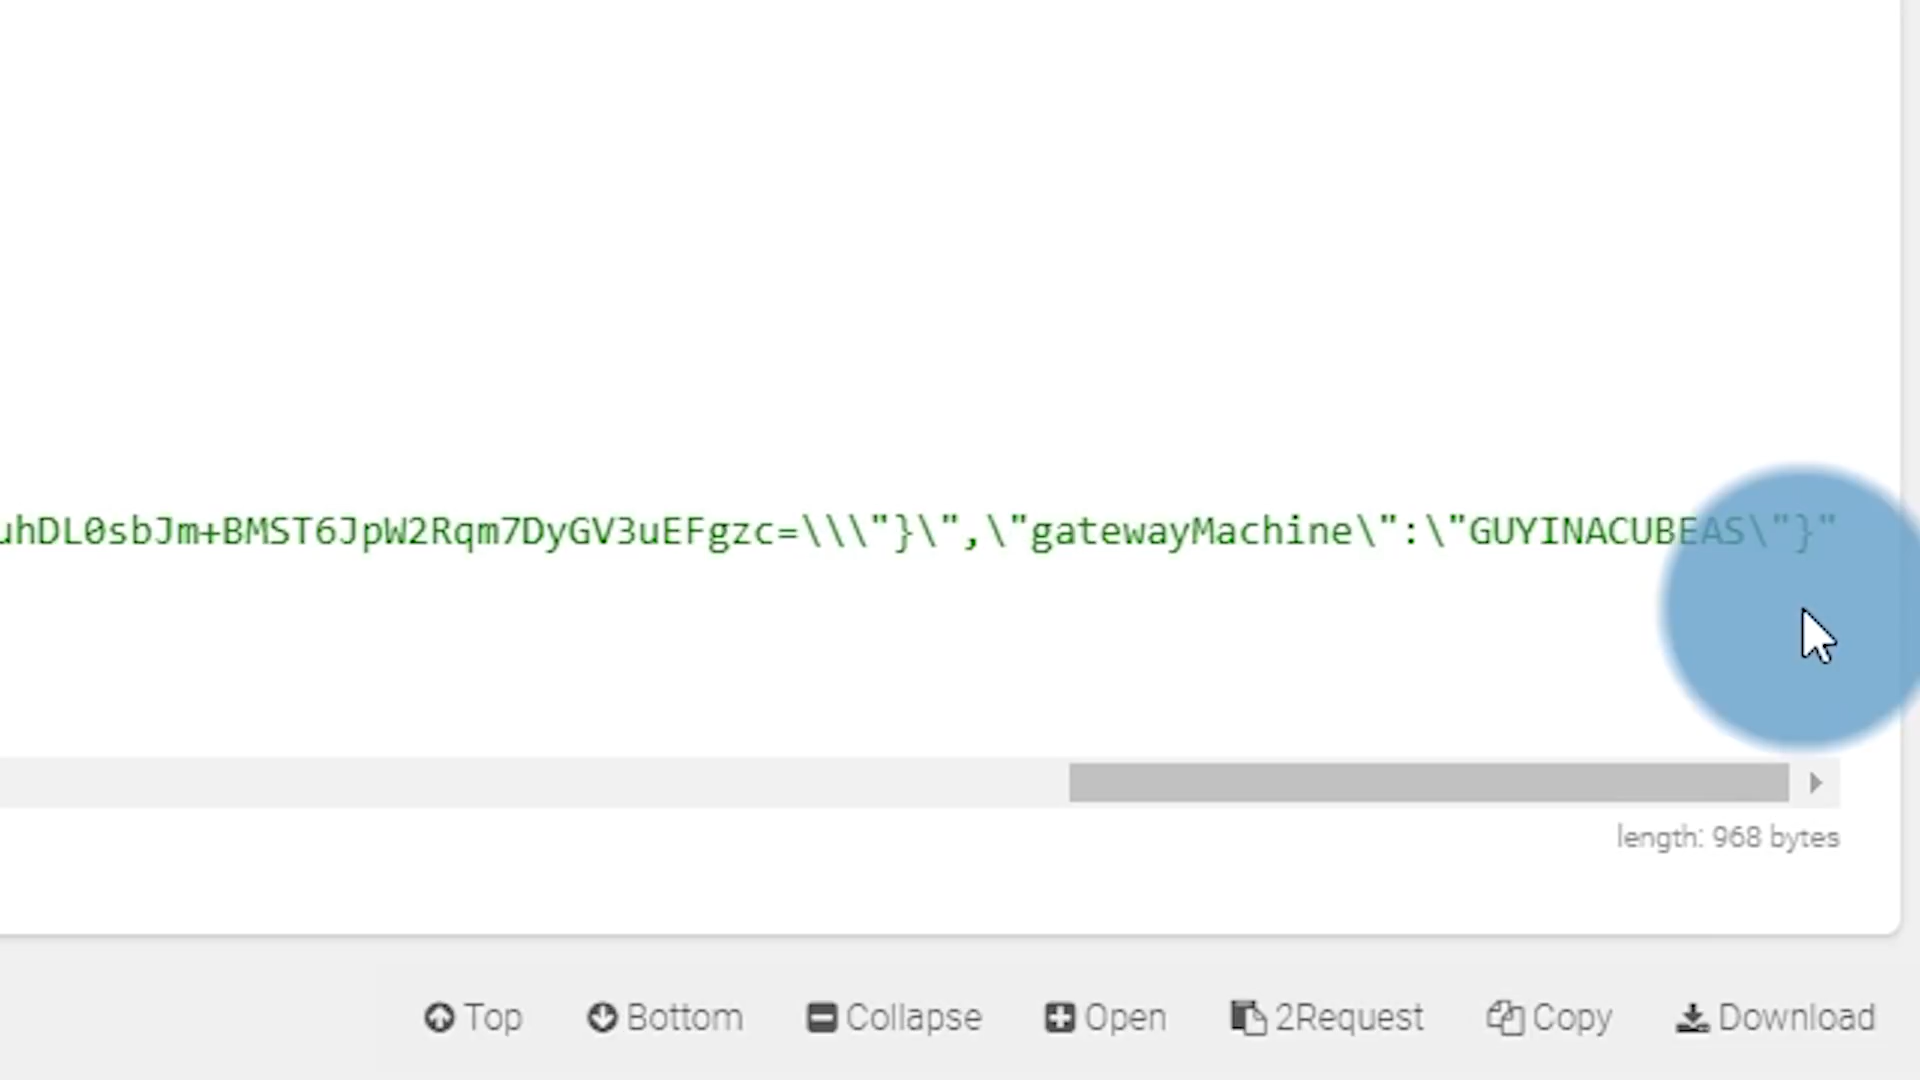 uhDL0sbJm+BMST6JpW2Rqm7DyGV3uEFgzc=\\\"}\",\"gatewayMachine\":\"GUYINACUBEAS\"}"
length: 968 bytes
Top Bottom Collapse Open 2Request Copy Download